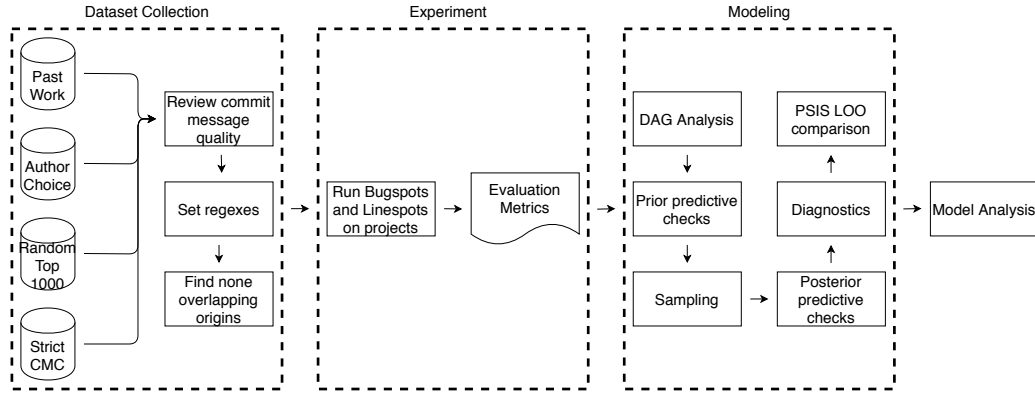 Dataset Collection
Past
Work
Author
Choice
Random
Top
1000
Strict
CMC
Review commit
message
quality
Set regexes
Find none
overlapping
origins
Experiment
Run Bugspots
and Linespots
on projects
Evaluation
Metrics
Modeling
DAG Analysis
Prior predictive
checks
Sampling
Posterior
predictive
checks
Diagnostics
PSIS LOO
comparison
Model Analysis